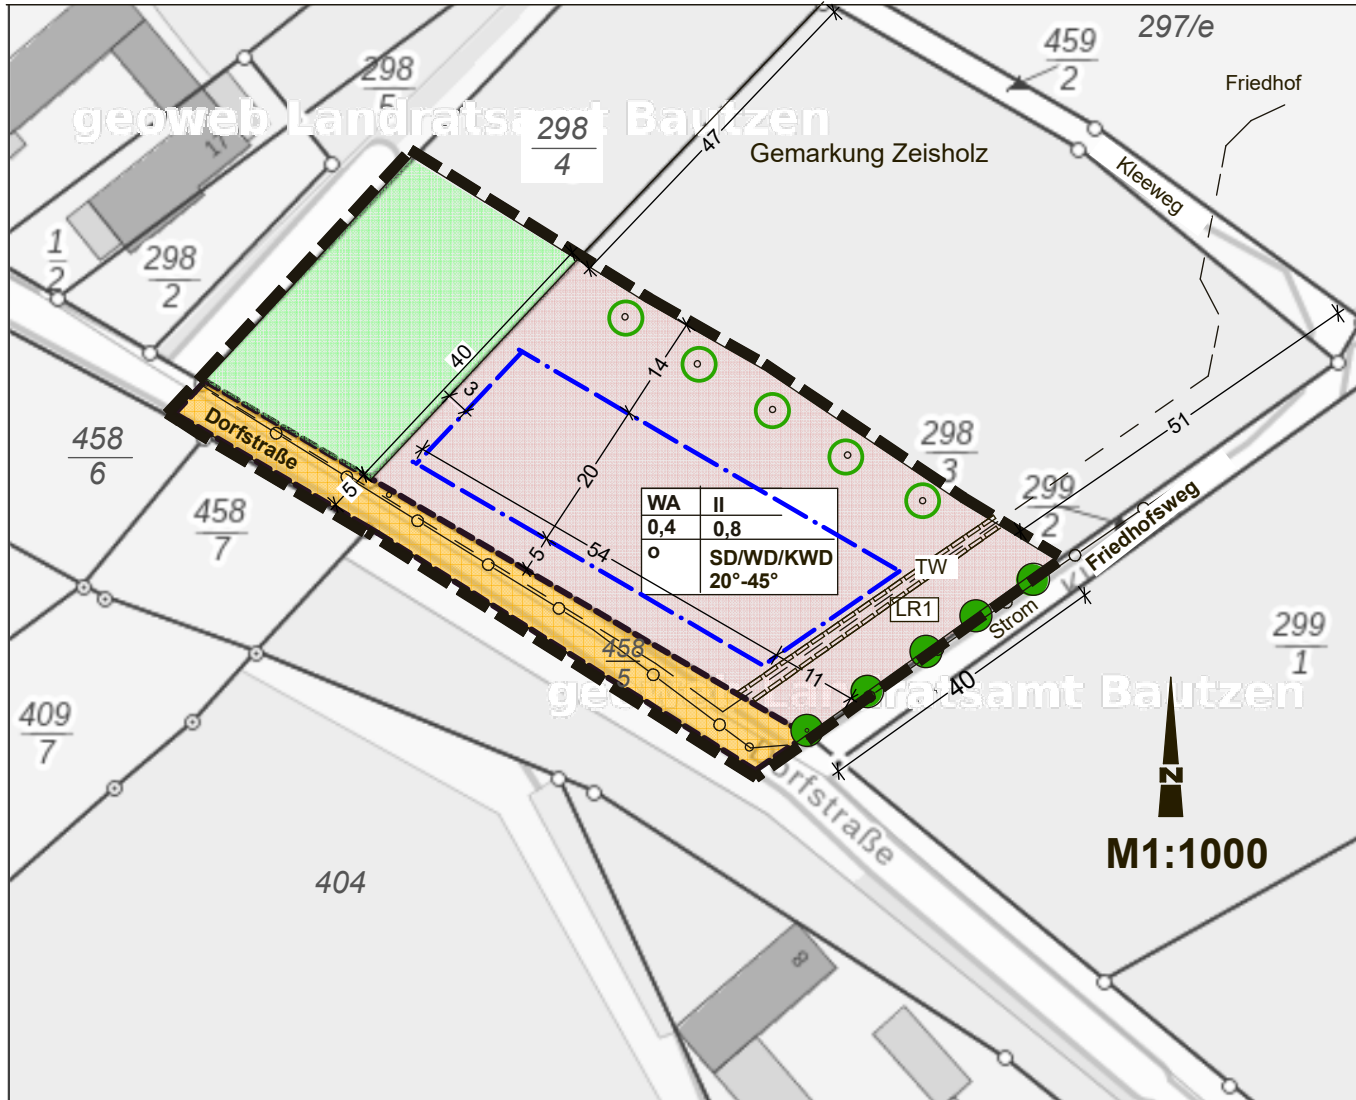 297/e
459
2
298
5
Friedhof
geoweb Landratsamt Bautzen
298
4
17
47
Gemarkung Zeisholz
Kleeweg
1
2
298
2
40
3
14
51
Dorfstraße
458
6
298
3
299
2
5
20
458
7
WA
II
0,4
0,8
o
SD/WD/KWD
20°-45°
Friedhofsweg
54
5
TW
LR1
Strom
299
1
458
5
11
40
geoweb Landratsamt Bautzen
409
7
N
Dorfstraße
M1:1000
404
8